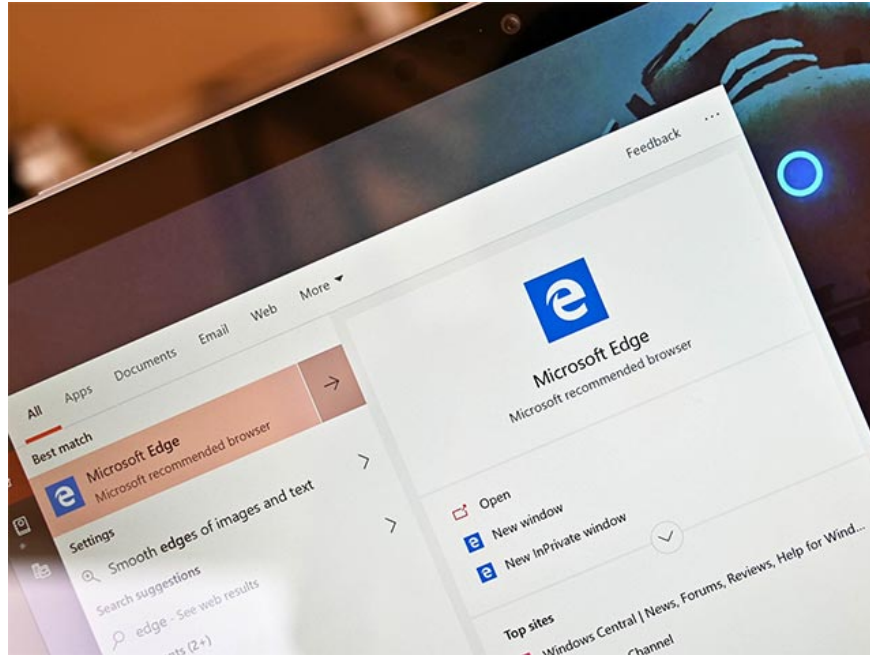 Feedback ...
All Apps Documents Email Web More
Best match
Microsoft Edge
Microsoft recommended browser
Settings
Smooth edges of images and text
Search suggestions
edge - See web results
(2+)
Microsoft Edge
Microsoft recommended browser
Open
New window
New InPrivate window
Top sites
Windows Central | News, Forums, Reviews, Help for Wind...
Channel